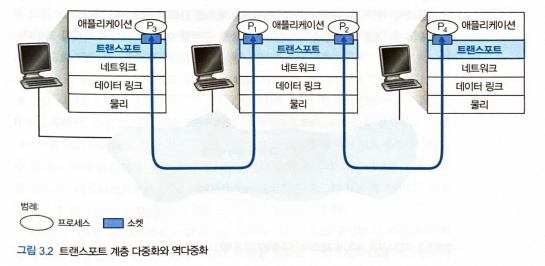 애플리케이션 P3
트랜스포트
네트워크
데이터 링크
물리
P1 애플리케이션 P2
트랜스포트
네트워크
데이터 링크
물리
P4 애플리케이션
트랜스포트
네트워크
데이터 링크
물리
범례:
프로세스 소켓
그림 3.2 트랜스포트 계층 다중화와 역다중화